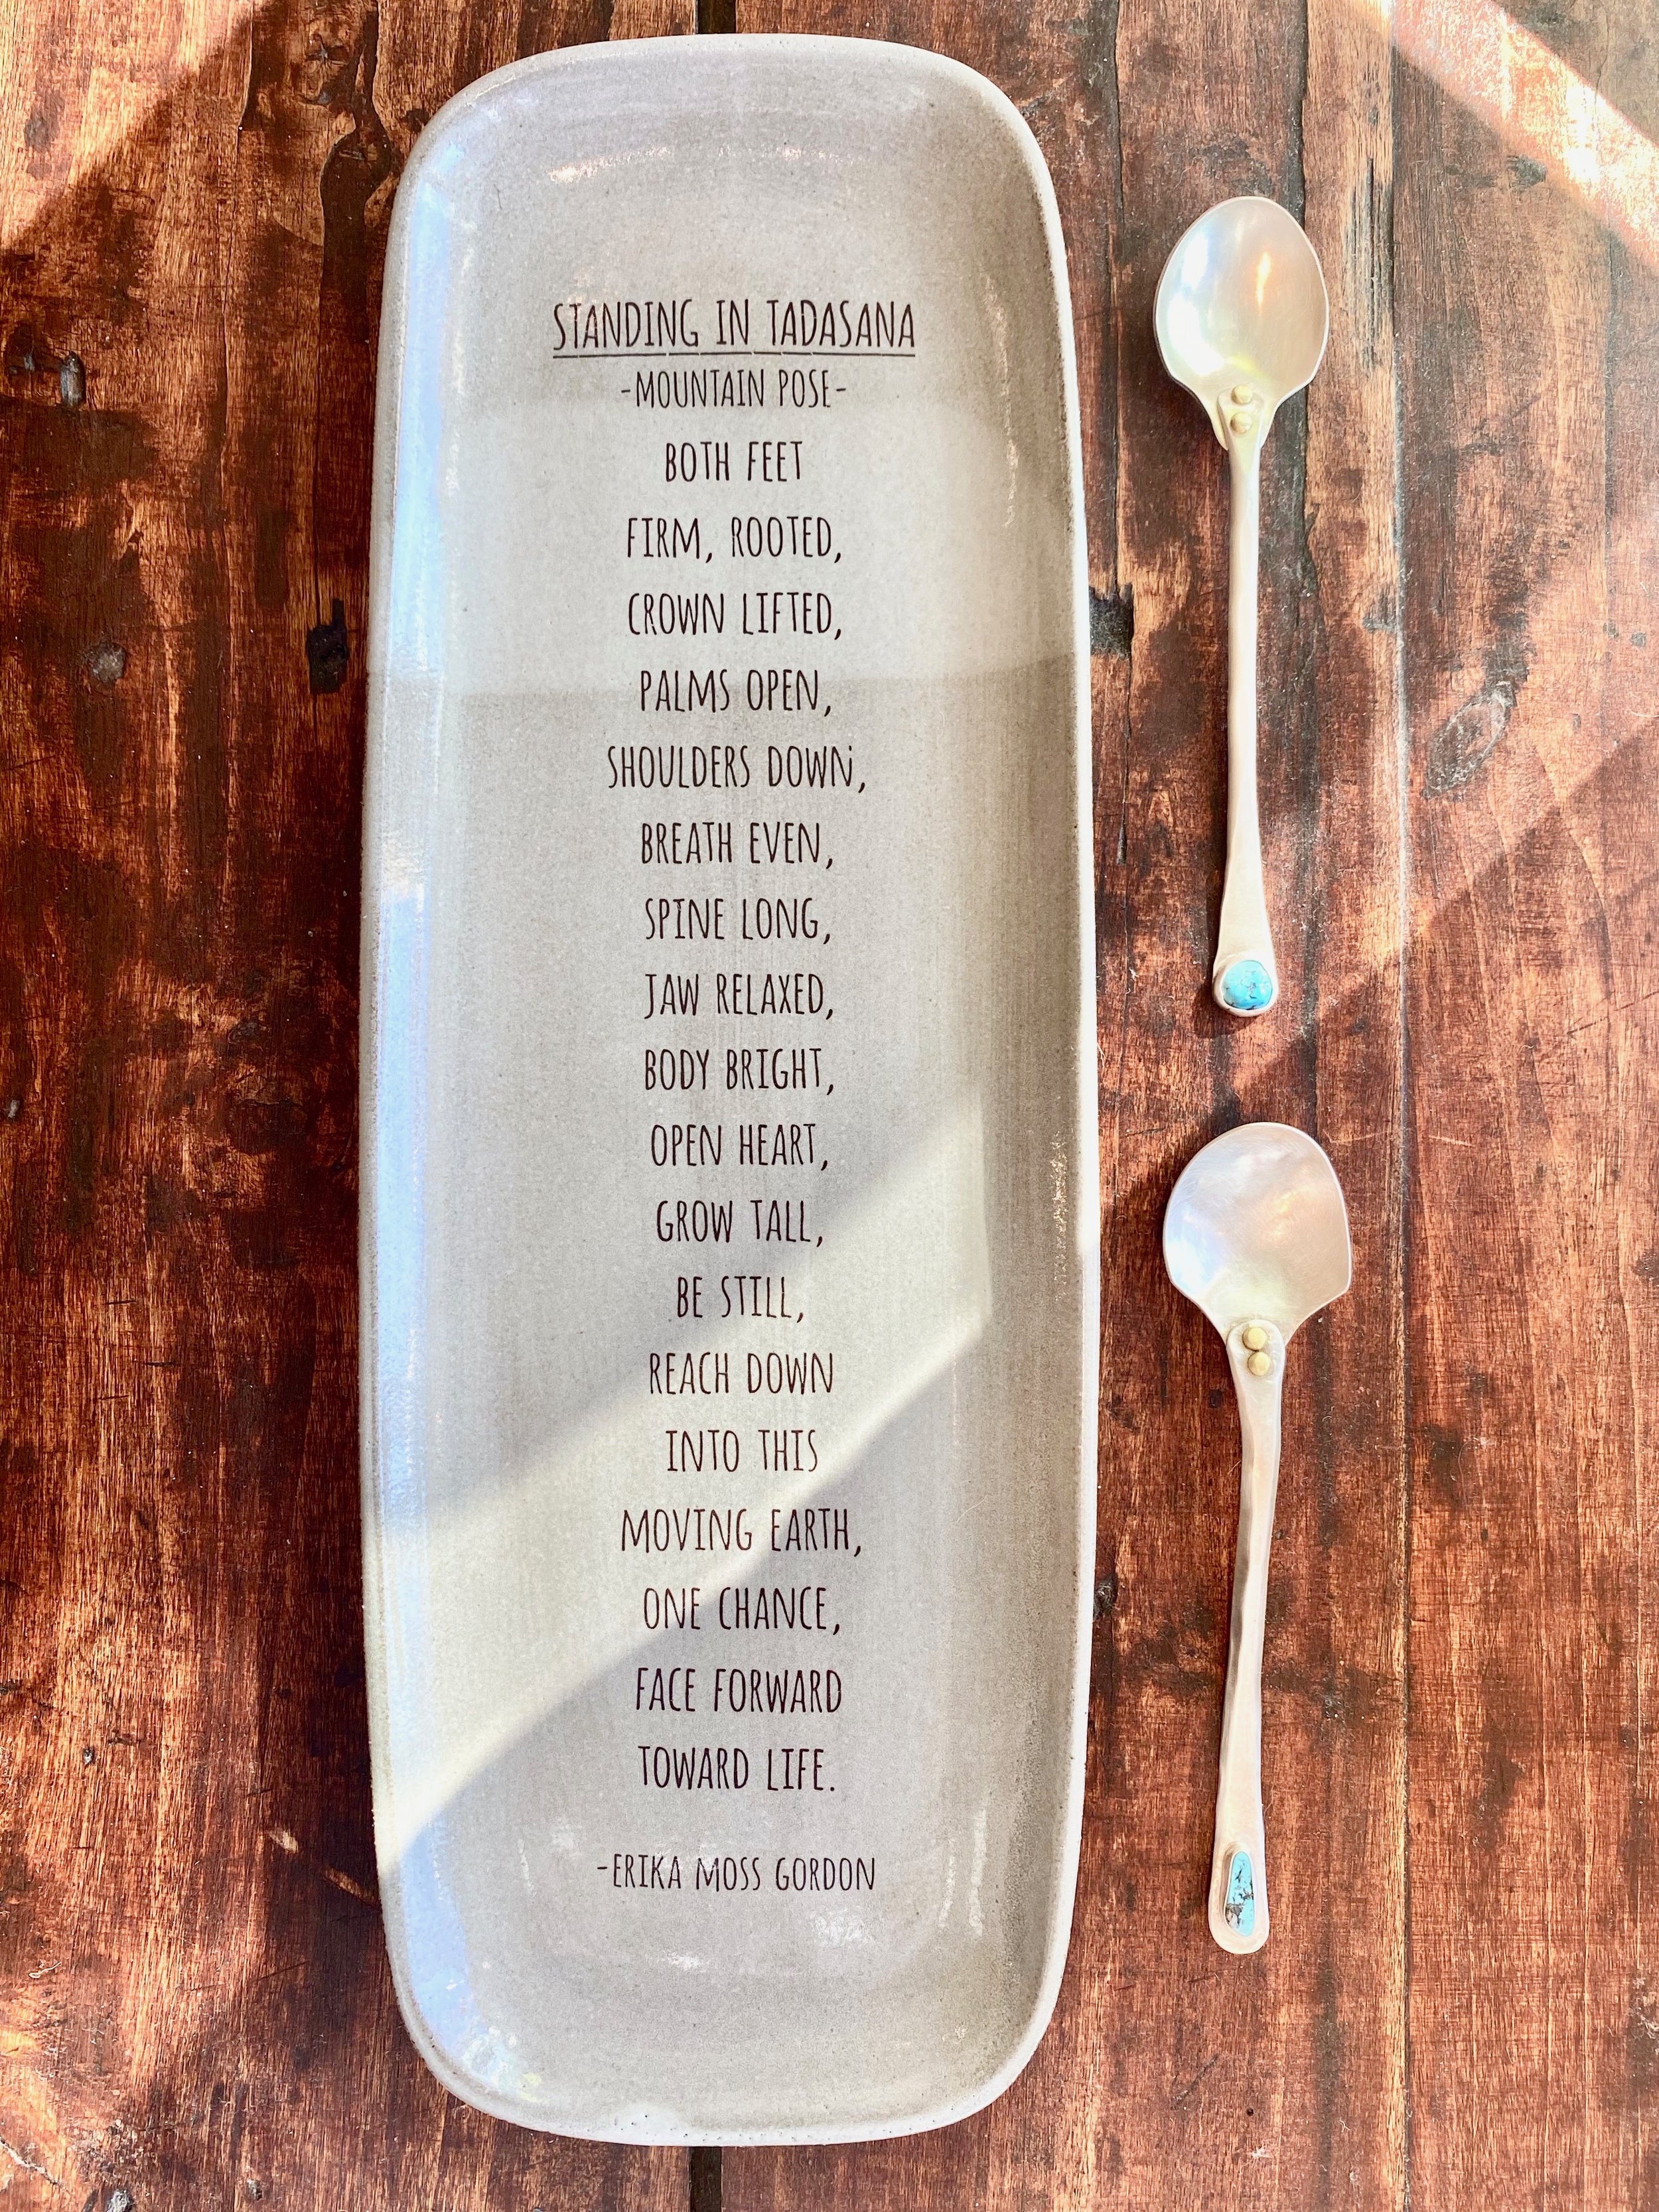 STANDING IN TADASANA
-MOUNTAIN POSE-
BOTH FEET
FIRM, ROOTED,
CROWN LIFTED,
PALMS OPEN,
SHOULDERS DOWN,
BREATH EVEN,
SPINE LONG,
JAW RELAXED,
BODY BRIGHT,
OPEN HEART,
GROW TALL,
BE STILL,
REACH DOWN
INTO THIS
MOVING EARTH,
ONE CHANCE,
FACE FORWARD
TOWARD LIFE.
-ERIKA MOSS GORDON